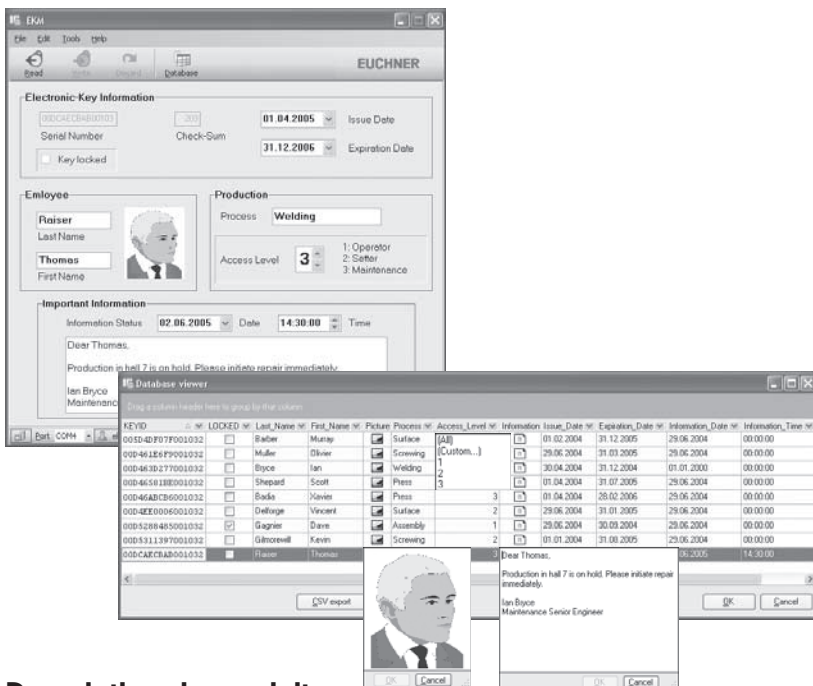 EKM
File Edit Tools Help
Read Write Discard Database
EUCHNER
Electronic-Key Information
01.04.2005 Issue Date
Serial Number Check-Sum
31.12.2006 Expiration Date
Key locked
Emloyee
Production
Raiser
Last Name
Thomas
First Name
Process Welding
Access Level 3
1: Operator
2: Setter
3: Maintenance
Important Information
Information Status 02.06.2005 Date 14:30:00 Time
Dear Thomas,
Production in hall 7 is on hold. Please initiate repair immediately.
Ian Bryce
Maintenance
Port COM4
Database viewer
Drag a column header here to group by that column
KEYID LOCKED Last_Name First_Name Picture Process Access_Level Information Issue_Date Expiration_Date Information_Date Information_Time
005D4DF07F001032 Barber Murray Surface (All) 01.02.2004 31.12.2005 29.06.2004 00:00:00
00D461E6F9001032 Muller Olivier Screwing (Custom...) 29.06.2004 31.03.2005 29.06.2004 00:00:00
00D463D277001032 Bryce Ian Welding 1 30.04.2004 31.12.2004 01.01.2000 00:00:00
2
Shepard Scott Press 3 01.04.2004 31.07.2005 29.06.2004 00:00:00
00D46ABCB6001032 Badia Xavier Press 3 01.04.2004 28.02.2006 29.06.2004 00:00:00
00D4EE0006001032 Delforge Vincent Surface 2 29.06.2004 31.01.2005 29.06.2004 00:00:00
00D5288485001032 Gagnier Dave Assembly 1 29.06.2004 30.09.2004 29.06.2004 00:00:00
00D5311397001032 Gilmorewell Kevin Screwing 2 01.01.2004 31.08.2005 29.06.2004 00:00:00
00DCAECBAD001032 Raiser Thomas 3 .06.2005 14:30:00
Dear Thomas,
Production in hall 7 is on hold. Please initiate repair
immediately.
Ian Bryce
Maintenance Senior Engineer
CSV export
OK Cancel
OK Cancel
OK Cancel